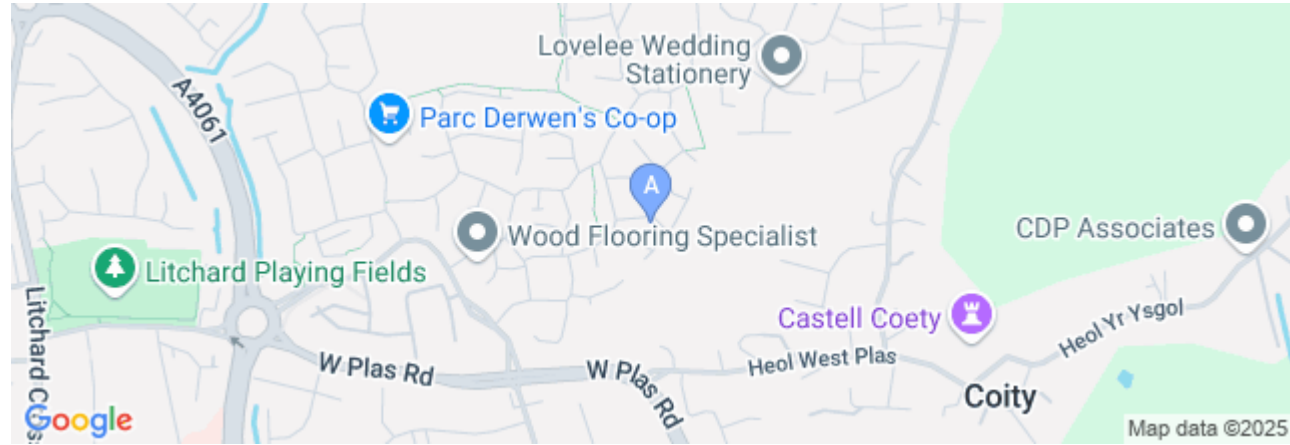 A4061
Lovelee Wedding
Stationery
Parc Derwen's Co-op
A
Wood Flooring Specialist
CDP Associates
Litchard Playing Fields
Castell Coety
Heol Yr Ysgol
W Plas Rd
W Plas Rd
Heol West Plas
Coity
Google
Map data ©2025